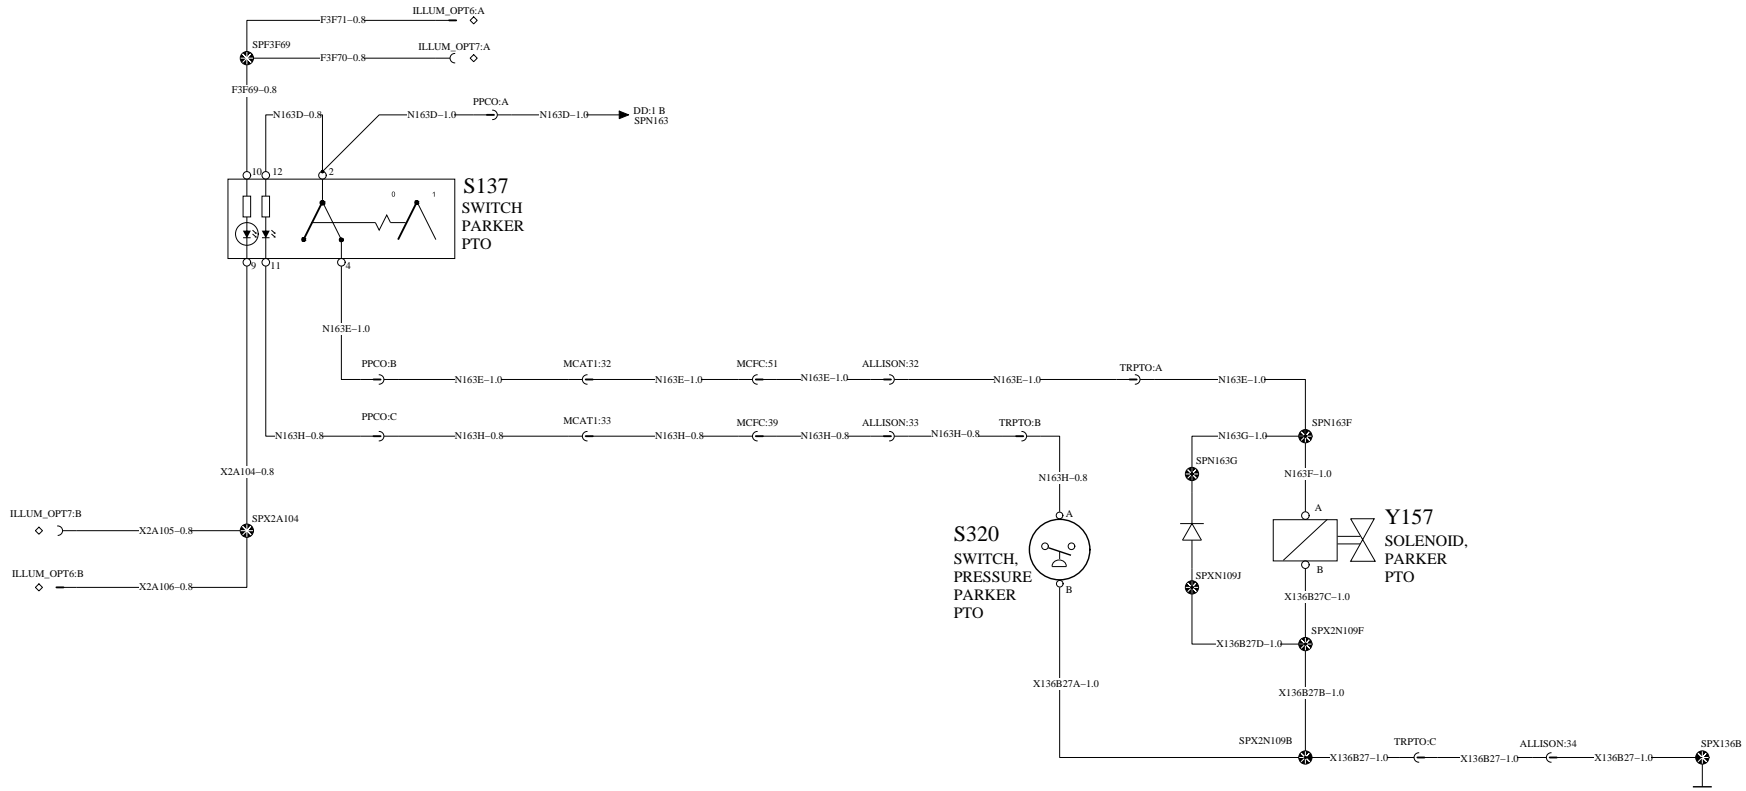 ILLUM_OPT6:A
F3F71–0.8
SPF3F69
ILLUM_OPT7:A
F3F70–0.8
F3F69–0.8
PPCO:A
N163D–0.8
N163D–1.0
N163D–1.0
DD:1 B
SPN163
10
12
2
S137
SWITCH
PARKER
PTO
0
1
9
11
4
N163E–1.0
PPCO:B
MCAT1:32
MCFC:51
ALLISON:32
TRPTO:A
N163E–1.0
N163E–1.0
N163E–1.0
N163E–1.0
N163E–1.0
PPCO:C
MCAT1:33
MCFC:39
ALLISON:33
TRPTO:B
SPN163F
N163H–0.8
N163H–0.8
N163H–0.8
N163H–0.8
N163H–0.8
N163G–1.0
SPN163G
X2A104–0.8
N163H–0.8
N163F–1.0
ILLUM_OPT7:B
SPX2A104
X2A105–0.8
A
A
S320
SWITCH,
PRESSURE
PARKER
PTO
Y157
SOLENOID,
PARKER
PTO
ILLUM_OPT6:B
X2A106–0.8
SPXN109J
B
B
X136B27C–1.0
SPX2N109F
X136B27D–1.0
X136B27A–1.0
X136B27B–1.0
SPX2N109B
TRPTO:C
ALLISON:34
SPX136B
X136B27–1.0
X136B27–1.0
X136B27–1.0